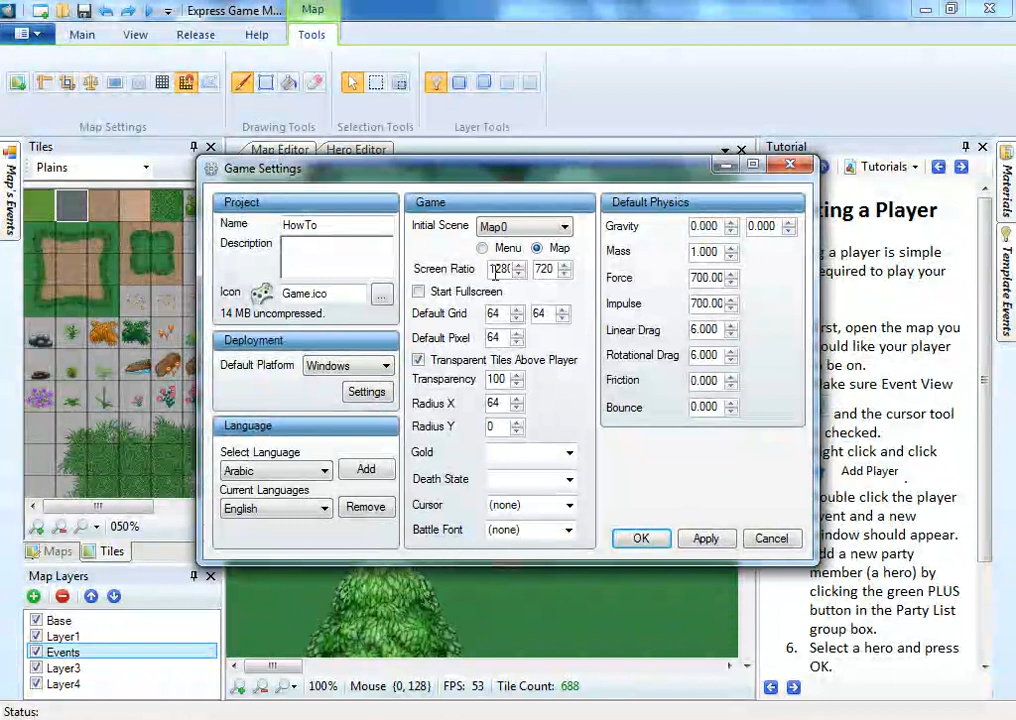 Express Game M...
Map
Main
View
Release
Help
Tools
Map Settings
Drawing Tools
Selection Tools
Layer Tools
Tiles
Map Editor
Hero Editor
Tutorial
Plains
Tutorials
Map's Events
Materials
Template Events
Game Settings
Project
Name
HowTo
Description
Icon
Game.ico
...
14 MB uncompressed.
Deployment
Default Platform
Windows
Settings
Language
Select Language
Arabic
Add
Current Languages
English
Remove
Game
Initial Scene
Map0
Menu
Map
Screen Ratio
1280
720
Start Fullscreen
Default Grid
64
64
Default Pixel
64
Transparent Tiles Above Player
Transparency
100
Radius X
64
Radius Y
0
Gold
Death State
Cursor
(none)
Battle Font
(none)
Default Physics
Gravity
0.000
0.000
Mass
1.000
Force
700.00
Impulse
700.00
Linear Drag
6.000
Rotational Drag
6.000
Friction
0.000
Bounce
0.000
OK
Apply
Cancel
ting a Player
g a player is simple
equired to play your
irst, open the map you
ould like your player
be on.
ake sure Event View
and the cursor tool
checked.
ght click and click
Add Player
.
ouble click the player
vent and a new
indow should appear.
dd a new party
member (a hero) by
clicking the green PLUS
button in the Party List
group box.
6. Select a hero and press
OK.
050%
Maps
Tiles
Map Layers
Base
Layer1
Events
Layer3
Layer4
100%
Mouse {0, 128}
FPS: 53
Tile Count: 688
Status: